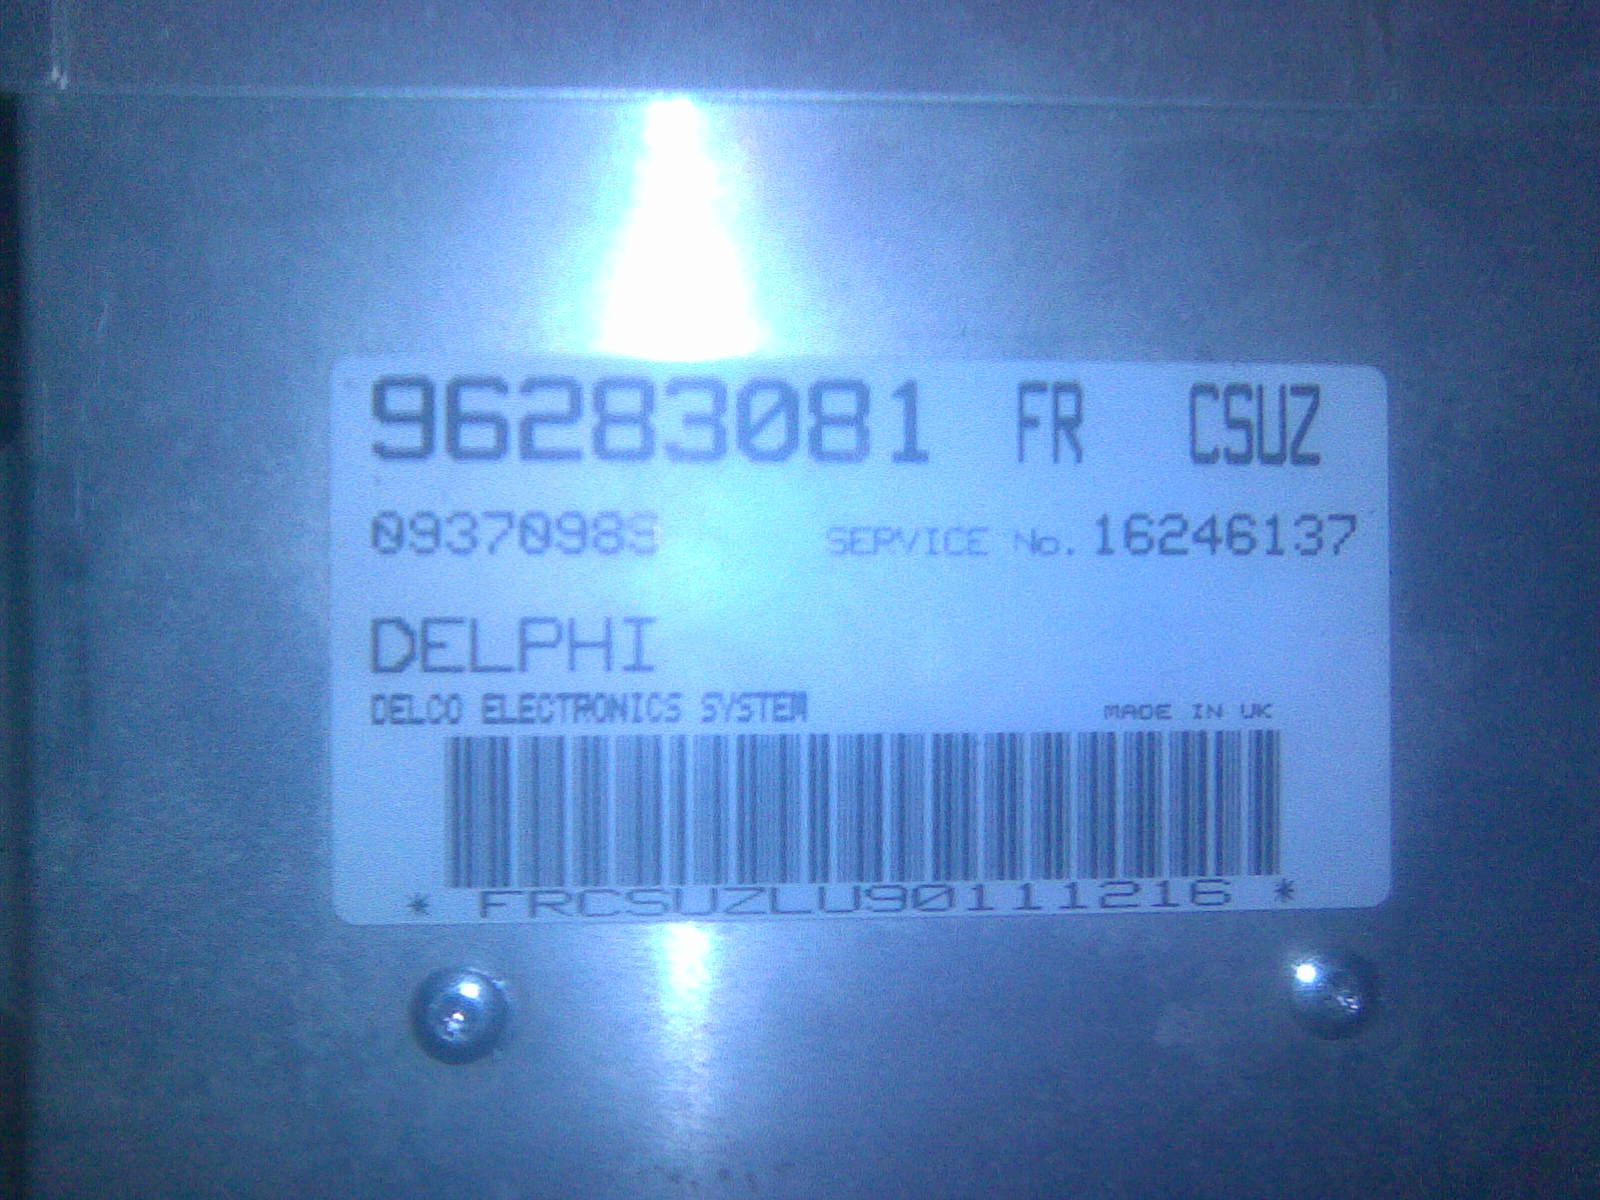 96283081 FR CSUZ
09370989 SERVICE No. 16246137
DELPHI
DELCO ELECTRONICS SYSTEM MADE IN UK
* FRCSUZLU90111216 *